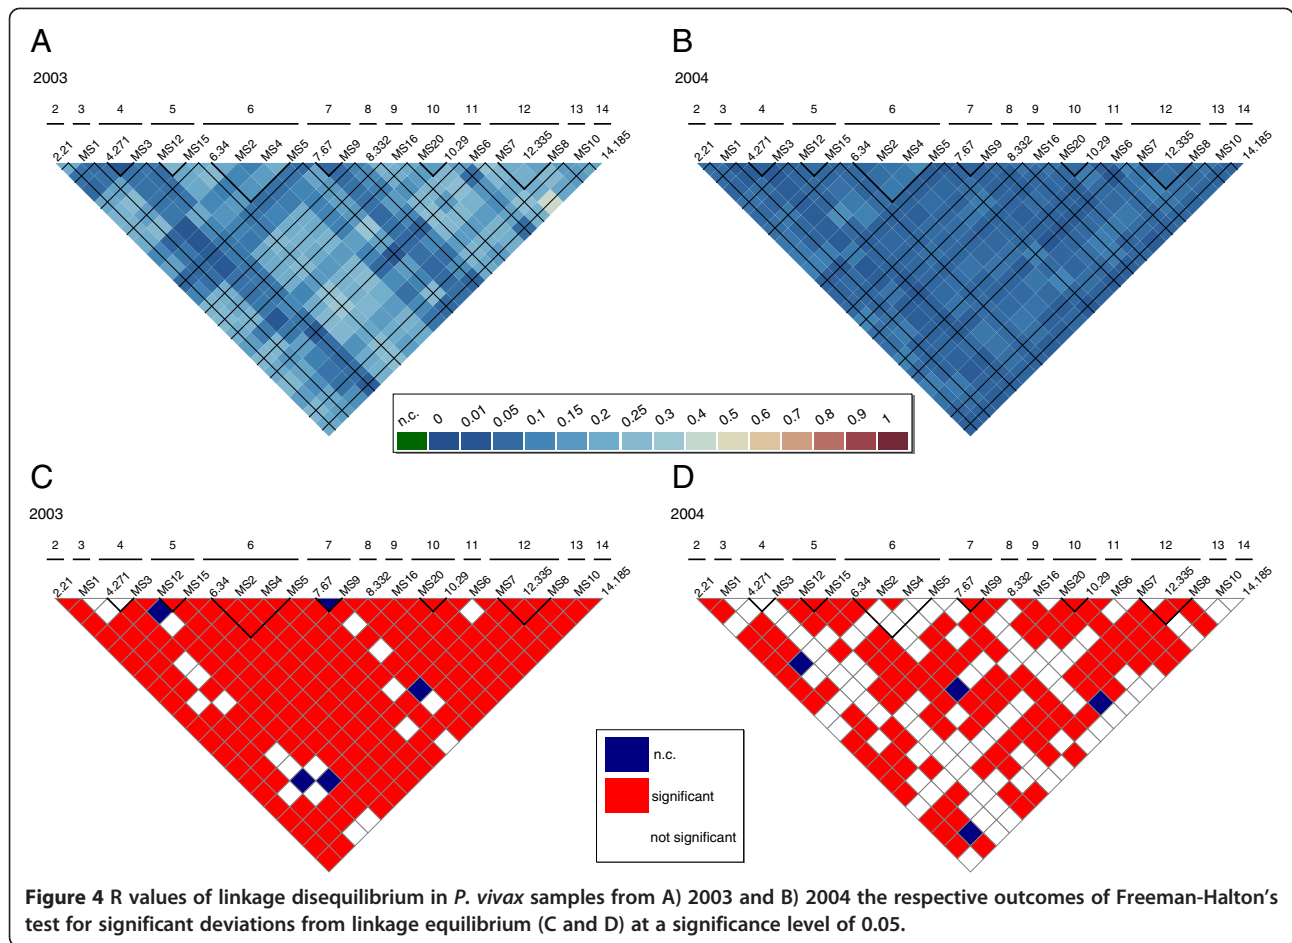 A
2003
2 3 4 5 6 7 8 9 10 11 12 13 14
2.21 MS1 4.271 MS3 MS12 MS15 6.34 MS2 MS4 MS5 7.67 MS9 8.332 MS16 MS20 10.29 MS6 MS7 12.335 MS8 MS10 14.185
B
2004
2 3 4 5 6 7 8 9 10 11 12 13 14
2.21 MS1 4.271 MS3 MS12 MS15 6.34 MS2 MS4 MS5 7.67 MS9 8.332 MS16 MS20 10.29 MS6 MS7 12.335 MS8 MS10 14.185
n.c. 0 0.01 0.05 0.1 0.15 0.2 0.25 0.3 0.4 0.5 0.6 0.7 0.8 0.9 1
C
2003
2 3 4 5 6 7 8 9 10 11 12 13 14
2.21 MS1 4.271 MS3 MS12 MS15 6.34 MS2 MS4 MS5 7.67 MS9 8.332 MS16 MS20 10.29 MS6 MS7 12.335 MS8 MS10 14.185
D
2004
2 3 4 5 6 7 8 9 10 11 12 13 14
2.21 MS1 4.271 MS3 MS12 MS15 6.34 MS2 MS4 MS5 7.67 MS9 8.332 MS16 MS20 10.29 MS6 MS7 12.335 MS8 MS10 14.185
n.c.
significant
not significant
Figure 4 R values of linkage disequilibrium in P. vivax samples from A) 2003 and B) 2004 the respective outcomes of Freeman-Halton's
test for significant deviations from linkage equilibrium (C and D) at a significance level of 0.05.